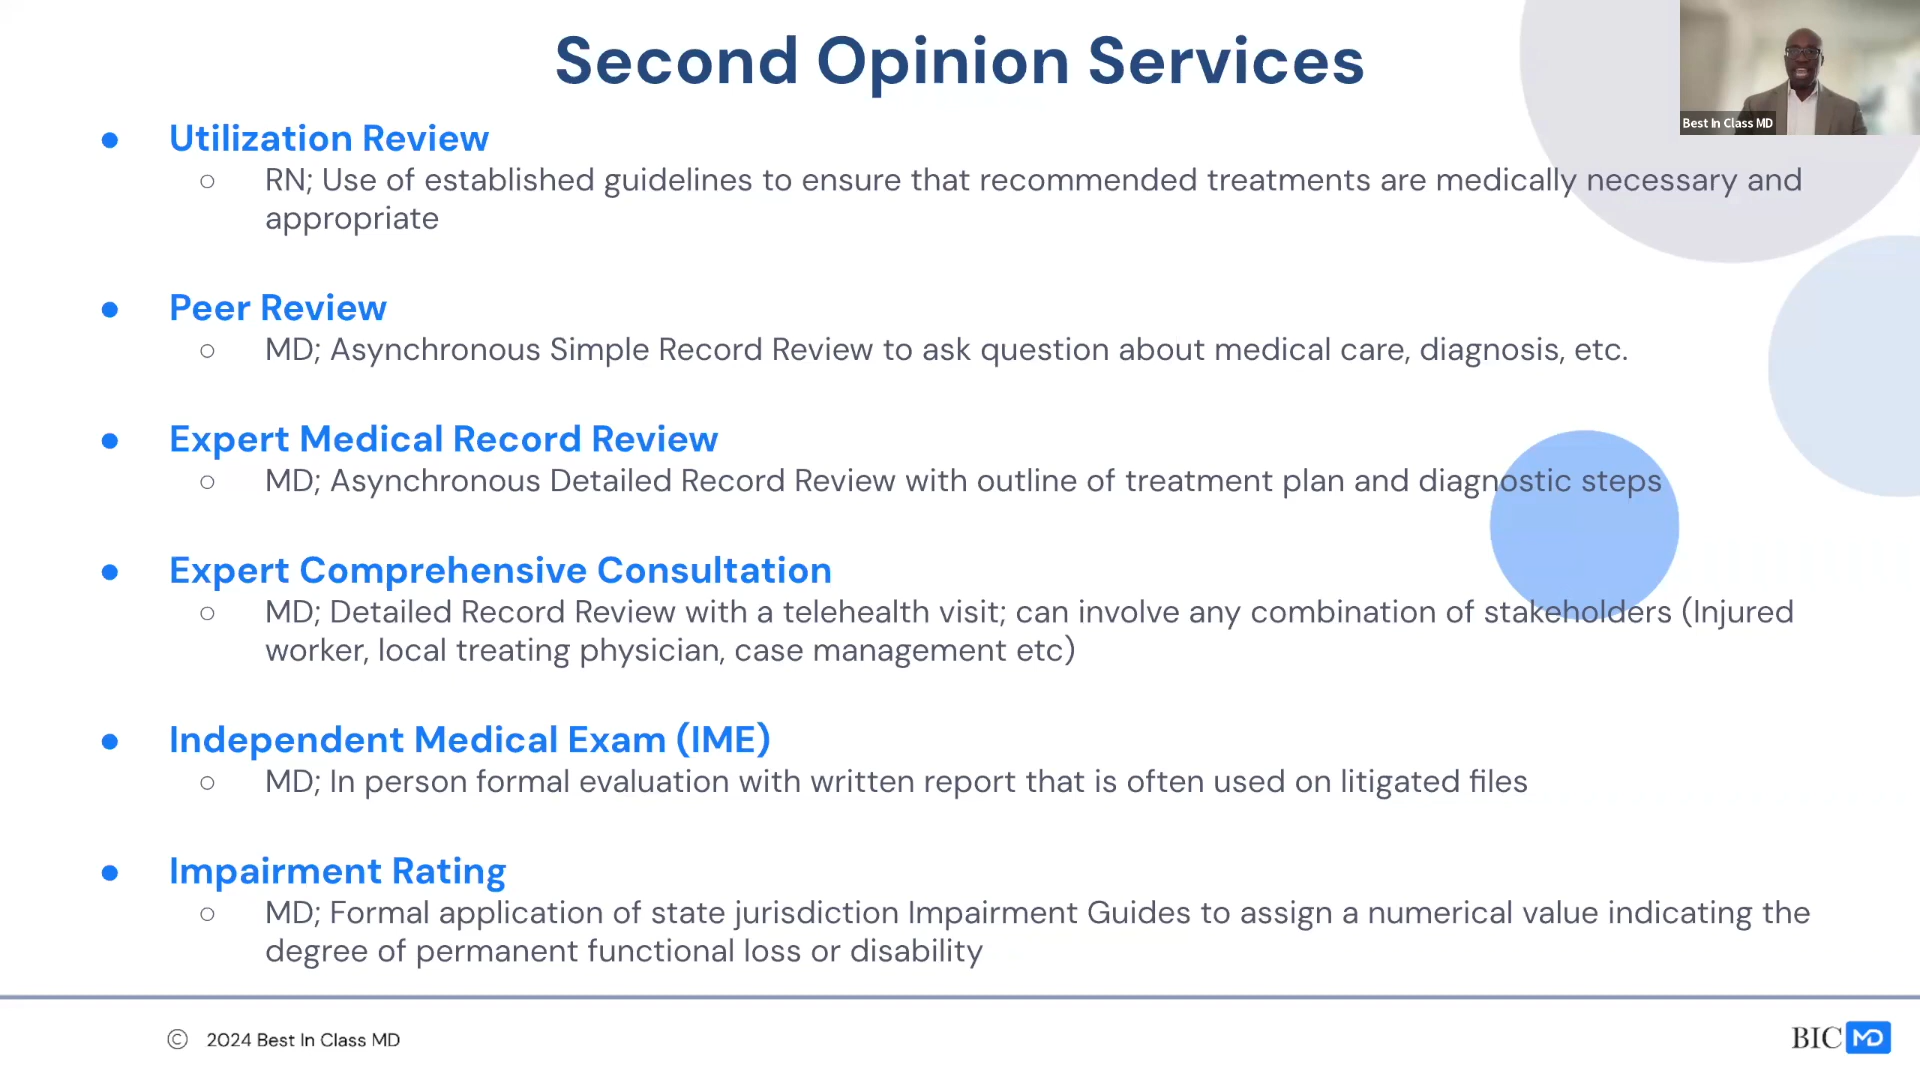 Second Opinion Services
Best In Class MD
● Utilization Review
○ RN; Use of established guidelines to ensure that recommended treatments are medically necessary and
appropriate
● Peer Review
○ MD; Asynchronous Simple Record Review to ask question about medical care, diagnosis, etc.
● Expert Medical Record Review
○ MD; Asynchronous Detailed Record Review with outline of treatment plan and diagnostic steps
● Expert Comprehensive Consultation
○ MD; Detailed Record Review with a telehealth visit; can involve any combination of stakeholders (Injured
worker, local treating physician, case management etc)
● Independent Medical Exam (IME)
○ MD; In person formal evaluation with written report that is often used on litigated files
● Impairment Rating
○ MD; Formal application of state jurisdiction Impairment Guides to assign a numerical value indicating the
degree of permanent functional loss or disability
© 2024 Best In Class MD
BIC MD